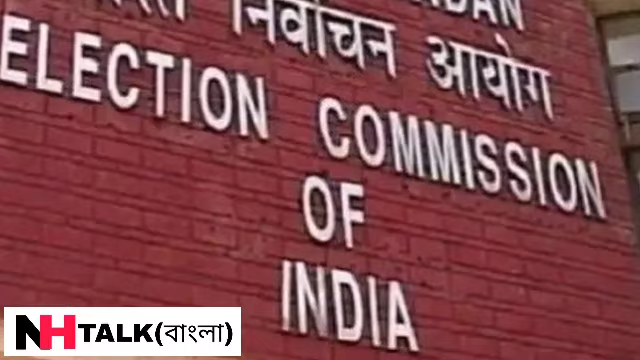 निर्वाचन आयोग
ELECTION COMMISSION
OF
INDIA
NHTALK(বাংলা)